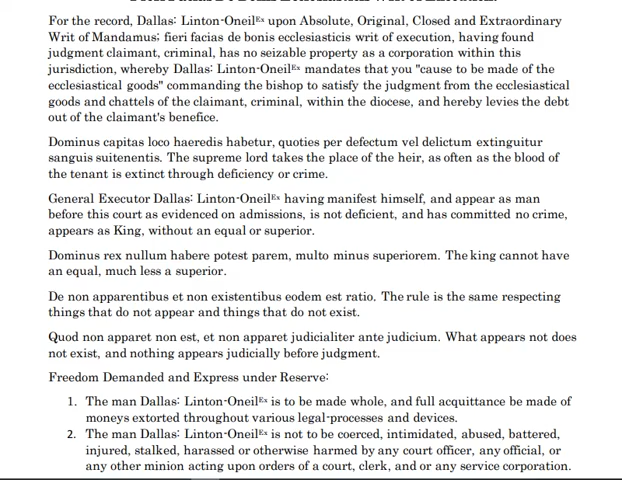 For the record, Dallas: Linton-Oneilᴱˣ upon Absolute, Original, Closed and Extraordinary
Writ of Mandamus; fieri facias de bonis ecclesiasticis writ of execution, having found
judgment claimant, criminal, has no seizable property as a corporation within this
jurisdiction, whereby Dallas: Linton-Oneilᴱˣ mandates that you "cause to be made of the
ecclesiastical goods" commanding the bishop to satisfy the judgment from the ecclesiastical
goods and chattels of the claimant, criminal, within the diocese, and hereby levies the debt
out of the claimant's benefice.
Dominus capitas loco haeredis habetur, quoties per defectum vel delictum extinguitur
sanguis suitenentis. The supreme lord takes the place of the heir, as often as the blood of
the tenant is extinct through deficiency or crime.
General Executor Dallas: Linton-Oneilᴱˣ having manifest himself, and appear as man
before this court as evidenced on admissions, is not deficient, and has committed no crime,
appears as King, without an equal or superior.
Dominus rex nullum habere potest parem, multo minus superiorem. The king cannot have
an equal, much less a superior.
De non apparentibus et non existentibus eodem est ratio. The rule is the same respecting
things that do not appear and things that do not exist.
Quod non apparet non est, et non apparet judicialiter ante judicium. What appears not does
not exist, and nothing appears judicially before judgment.
Freedom Demanded and Express under Reserve:
1. The man Dallas: Linton-Oneilᴱˣ is to be made whole, and full acquittance be made of
moneys extorted throughout various legal-processes and devices.
2. The man Dallas: Linton-Oneilᴱˣ is not to be coerced, intimidated, abused, battered,
injured, stalked, harassed or otherwise harmed by any court officer, any official, or
any other minion acting upon orders of a court, clerk, and or any service corporation.